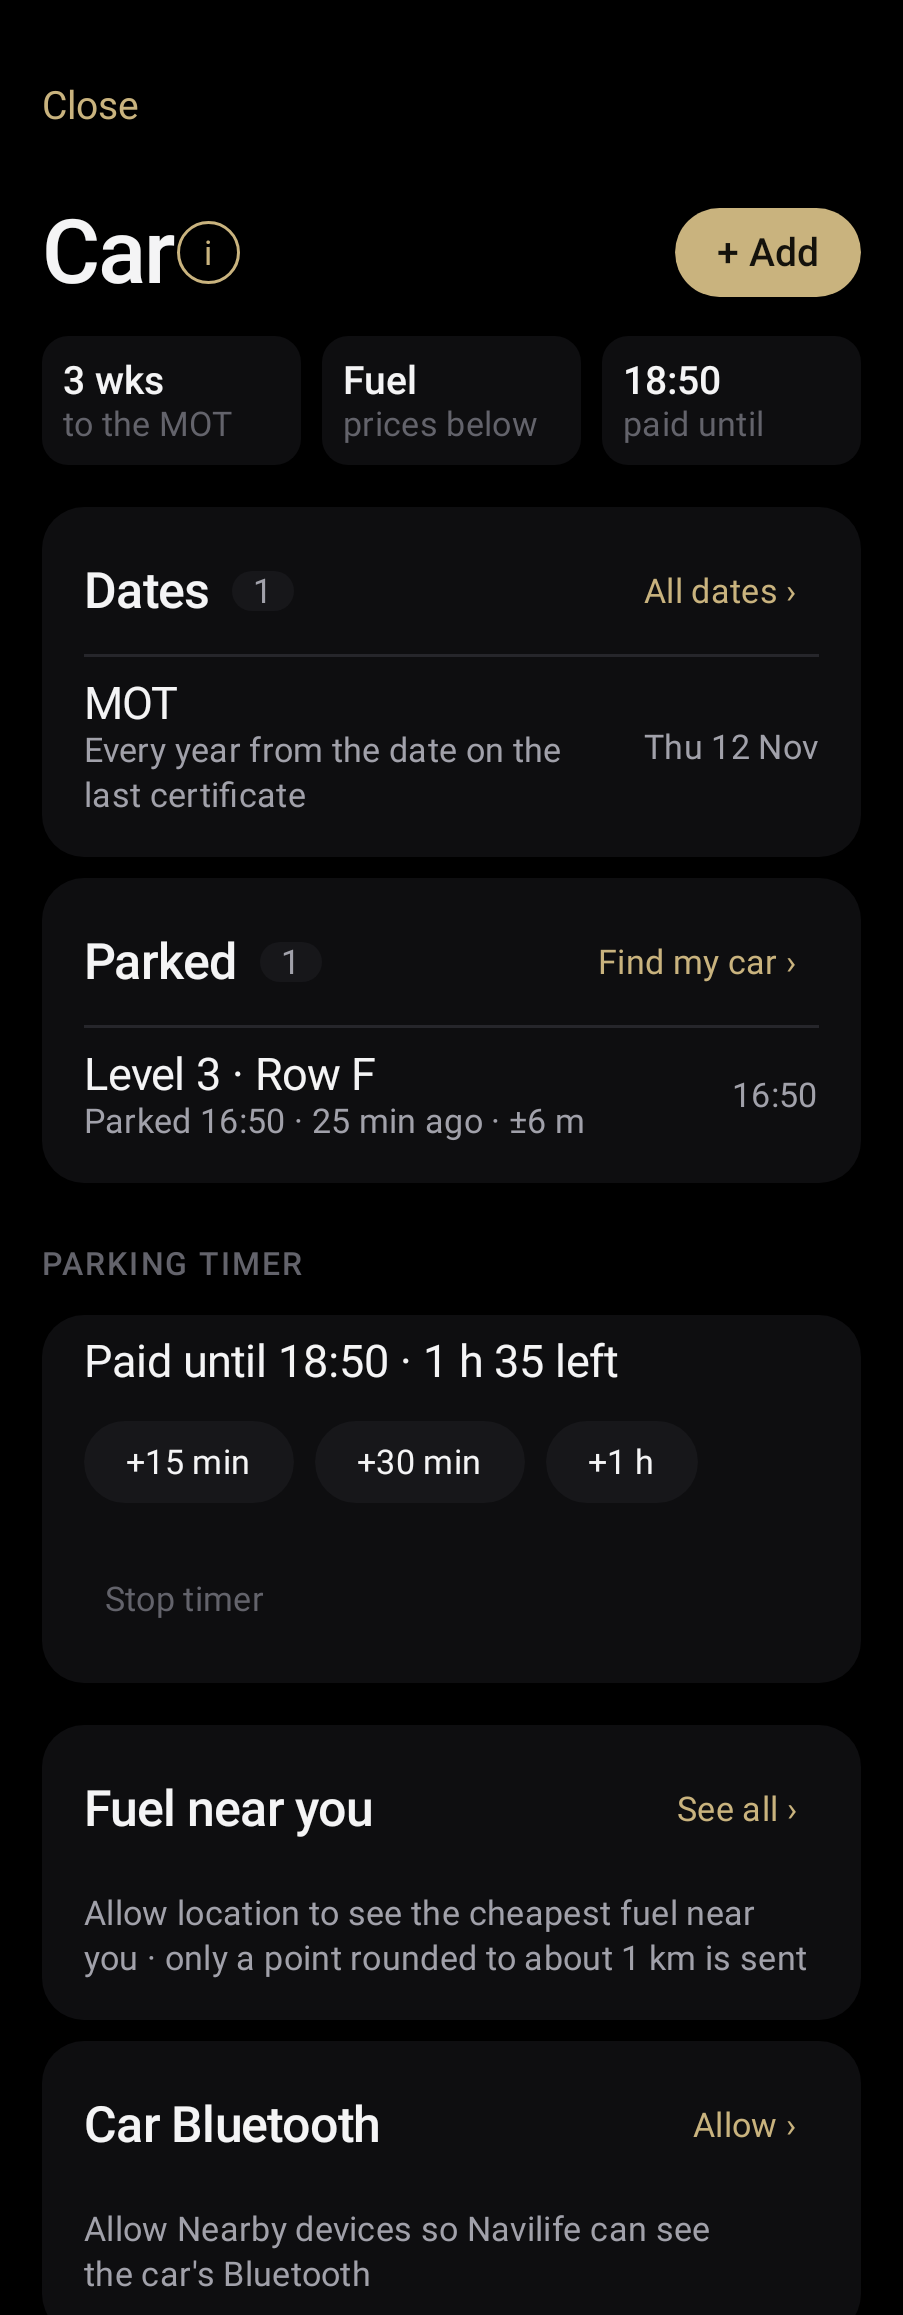 Close
Car i
+ Add
3 wks
to the MOT
Fuel
prices below
18:50
paid until
Dates 1
All dates ›
MOT
Every year from the date on the
last certificate
Thu 12 Nov
Parked 1
Find my car ›
Level 3 · Row F
Parked 16:50 · 25 min ago · ±6 m
16:50
PARKING TIMER
Paid until 18:50 · 1 h 35 left
+15 min
+30 min
+1 h
Stop timer
Fuel near you
See all ›
Allow location to see the cheapest fuel near
you · only a point rounded to about 1 km is sent
Car Bluetooth
Allow ›
Allow Nearby devices so Navilife can see
the car's Bluetooth